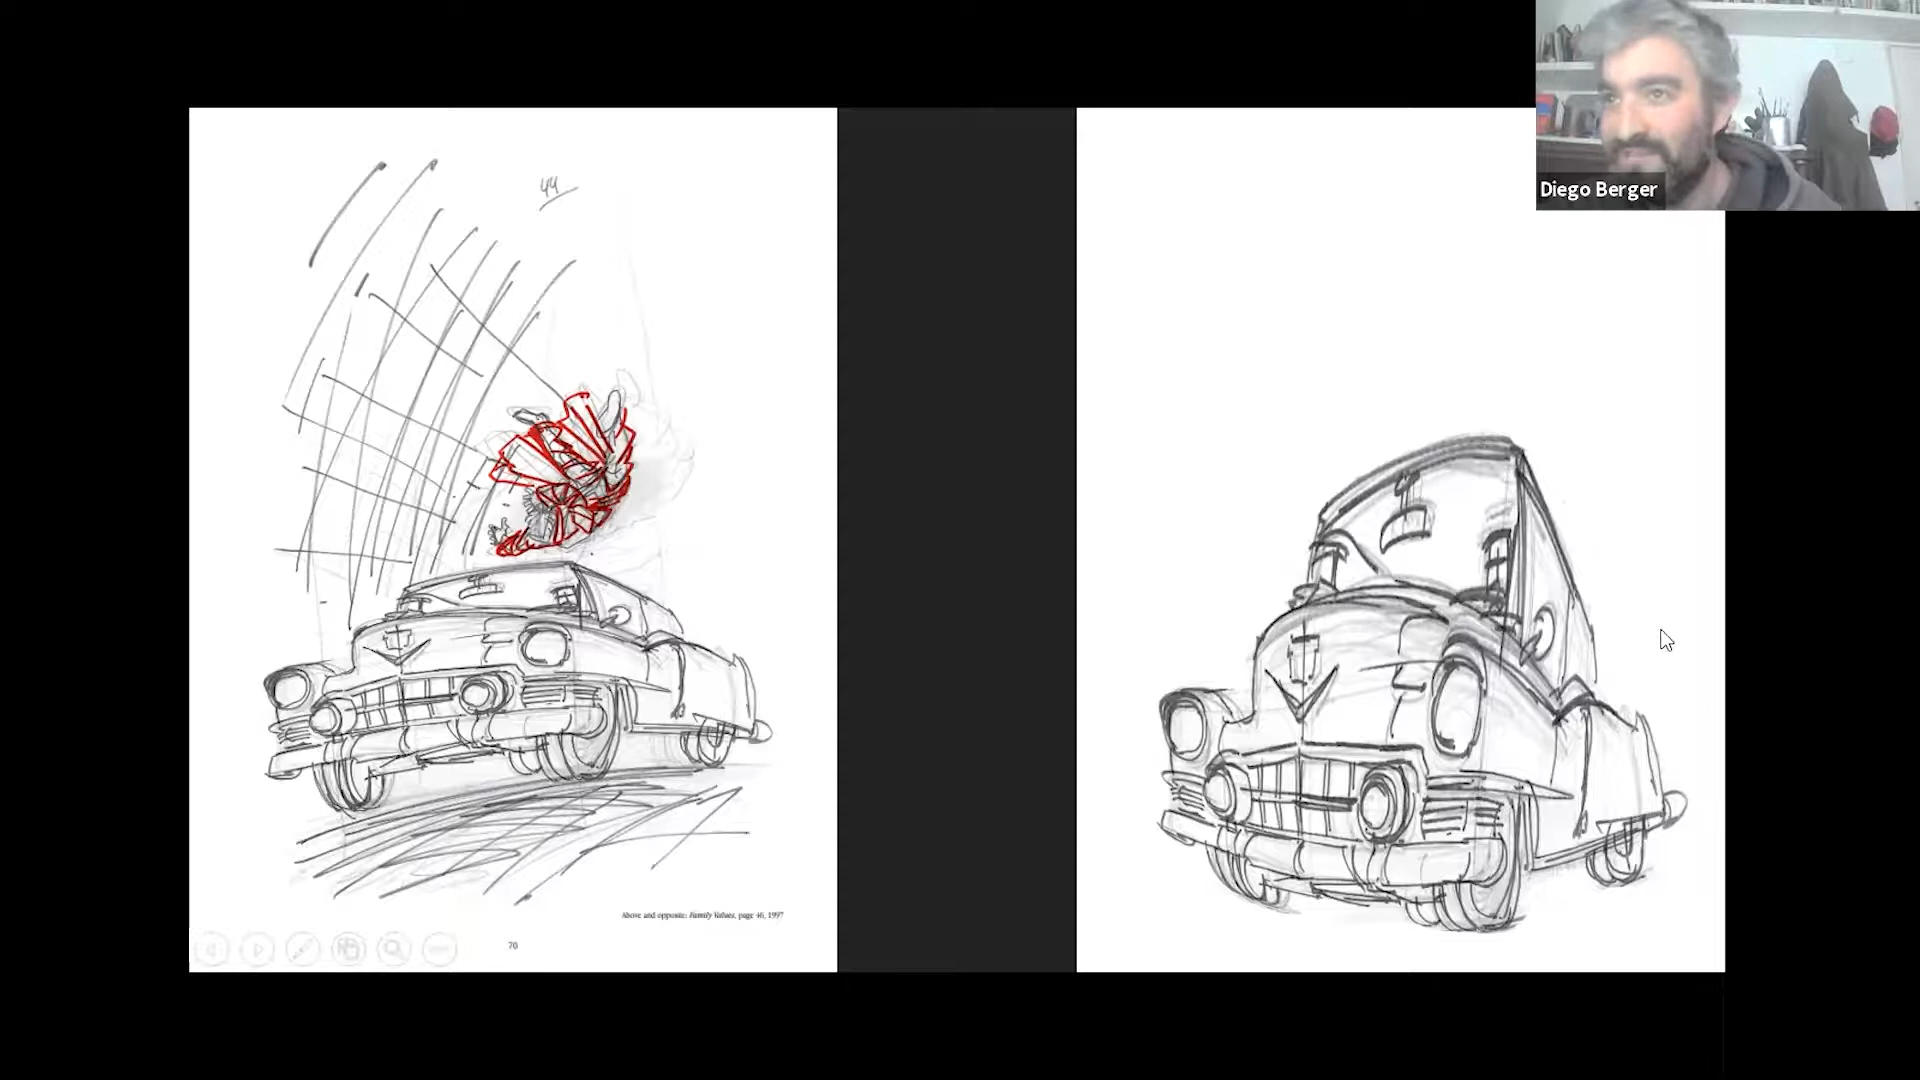 Diego Berger
44
Above and opposite: Family Values, page 46, 1997
70